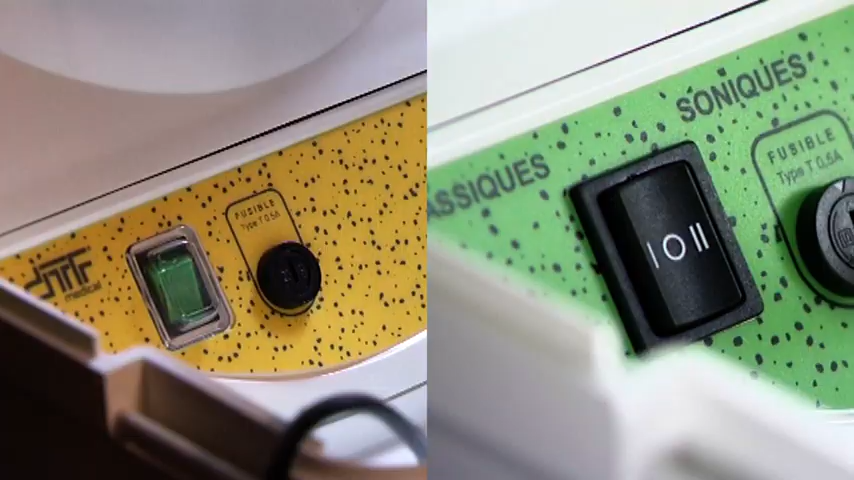 medical
FUSIBLE
Type T 0.5A
ASSIQUES
SONIQUES
I O II
FUSIBLE
Type T 0.5A